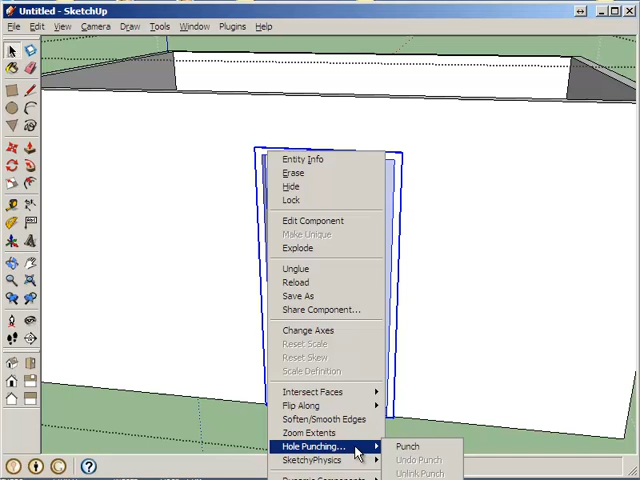 Untitled - SketchUp
File Edit View Camera Draw Tools Window Plugins Help
Entity Info
Erase
Hide
Lock
Edit Component
Make Unique
Explode
Unglue
Reload
Save As
Share Component...
Change Axes
Reset Scale
Reset Skew
Scale Definition
Intersect Faces
Flip Along
Soften/Smooth Edges
Zoom Extents
Hole Punching... Punch
SketchyPhysics Undo Punch
Unlink Punch